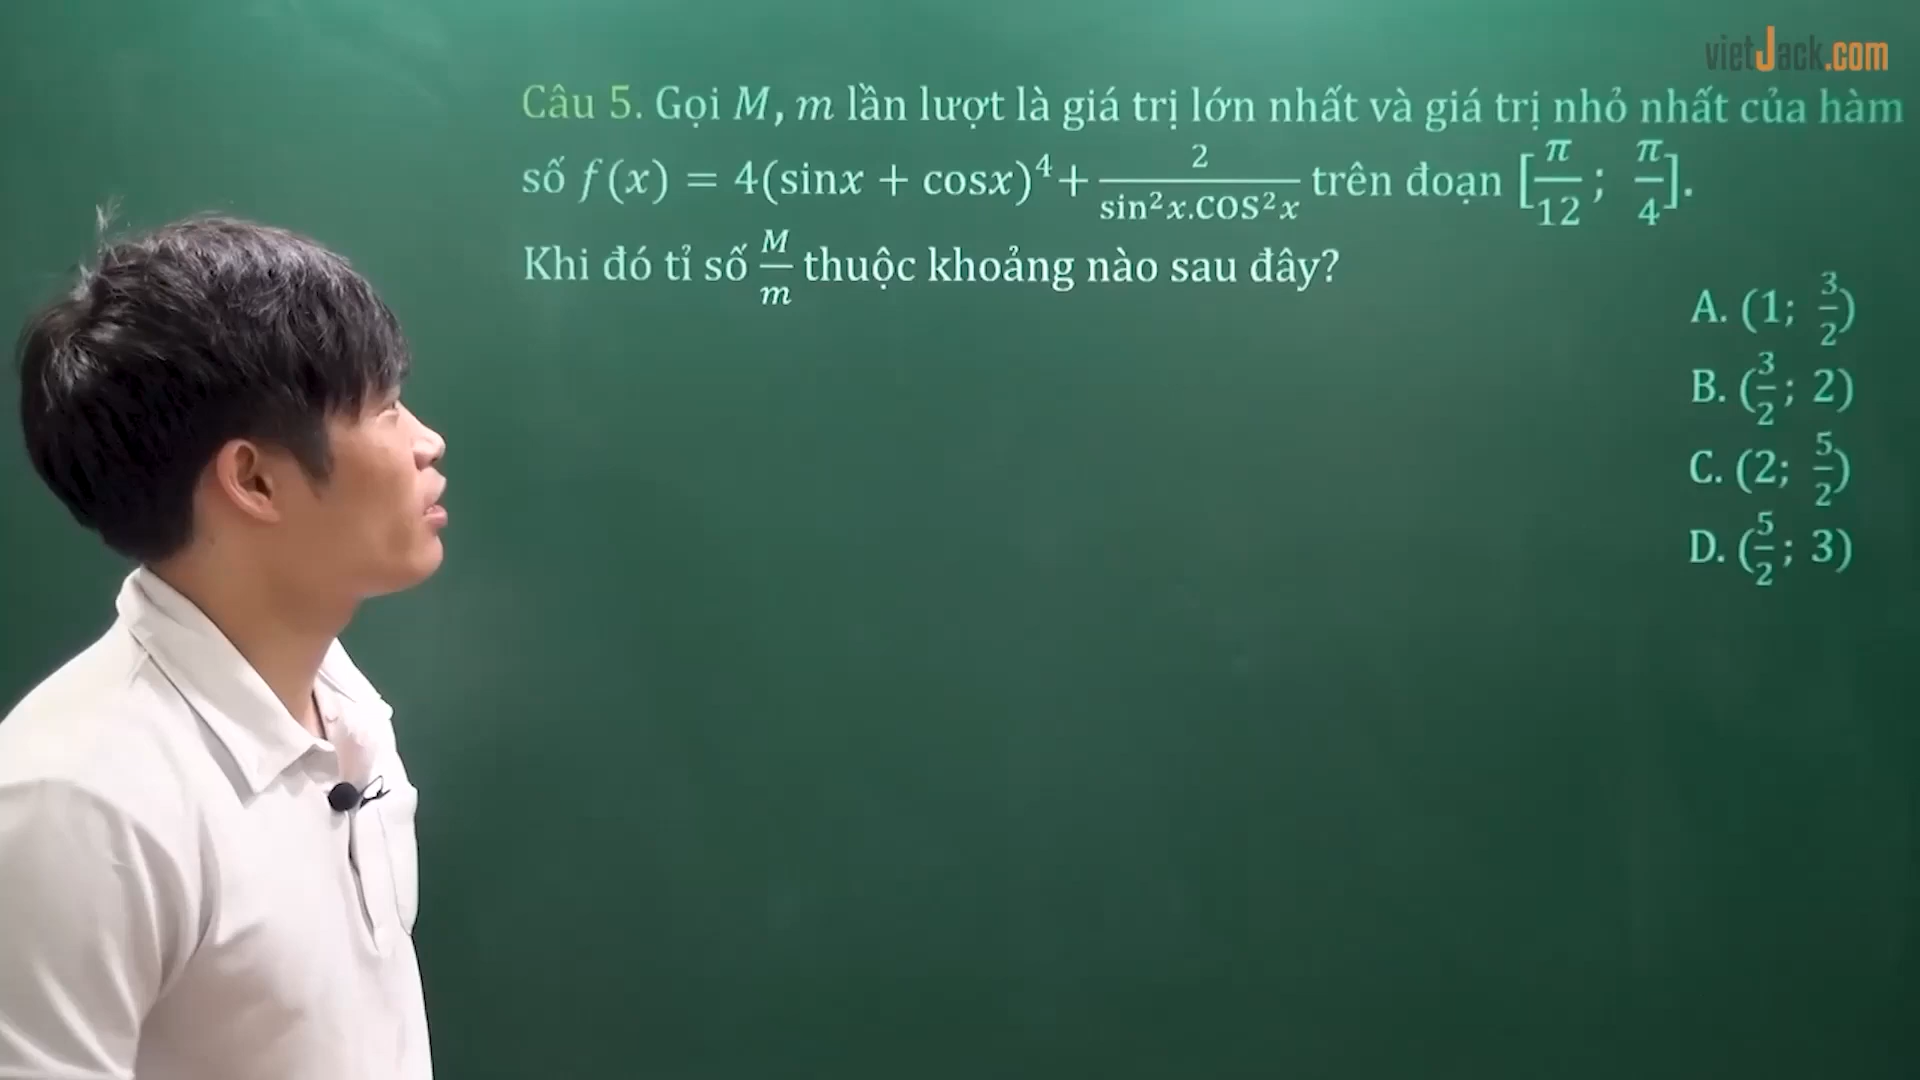 vietJack.com
Câu 5. Gọi M, m lần lượt là giá trị lớn nhất và giá trị nhỏ nhất của hàm
số f(x) = 4(sinx + cosx)⁴ + 2/(sin²x.cos²x) trên đoạn [π/12; π/4].
Khi đó tỉ số M/m thuộc khoảng nào sau đây?
A. (1; 3/2)
B. (3/2; 2)
C. (2; 5/2)
D. (5/2; 3)